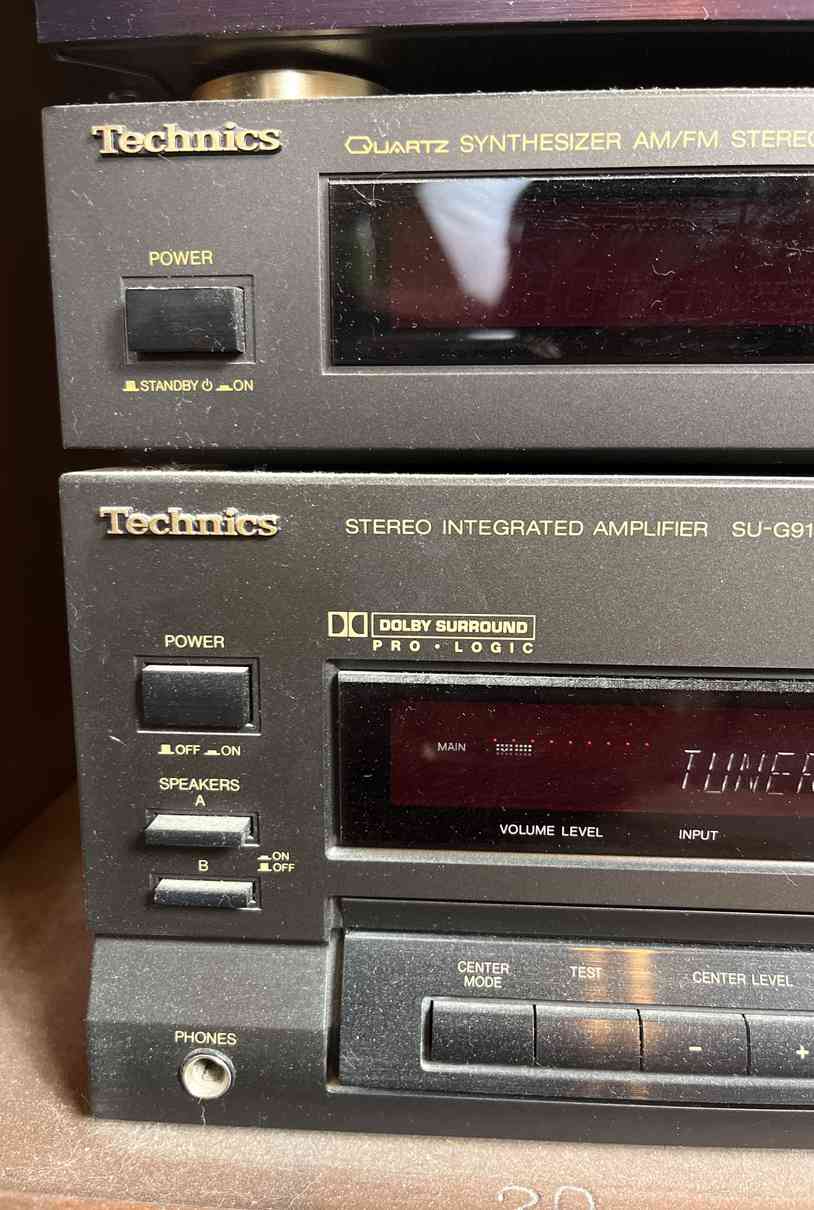 Technics
QUARTZ SYNTHESIZER AM/FM STEREO
POWER
STANDBY ON
Technics
STEREO INTEGRATED AMPLIFIER SU-G91
DOLBY SURROUND
PRO • LOGIC
POWER
OFF ON
MAIN
TUNER
VOLUME LEVEL
INPUT
SPEAKERS
A
B
ON
OFF
CENTER
MODE
TEST
CENTER LEVEL
- +
PHONES